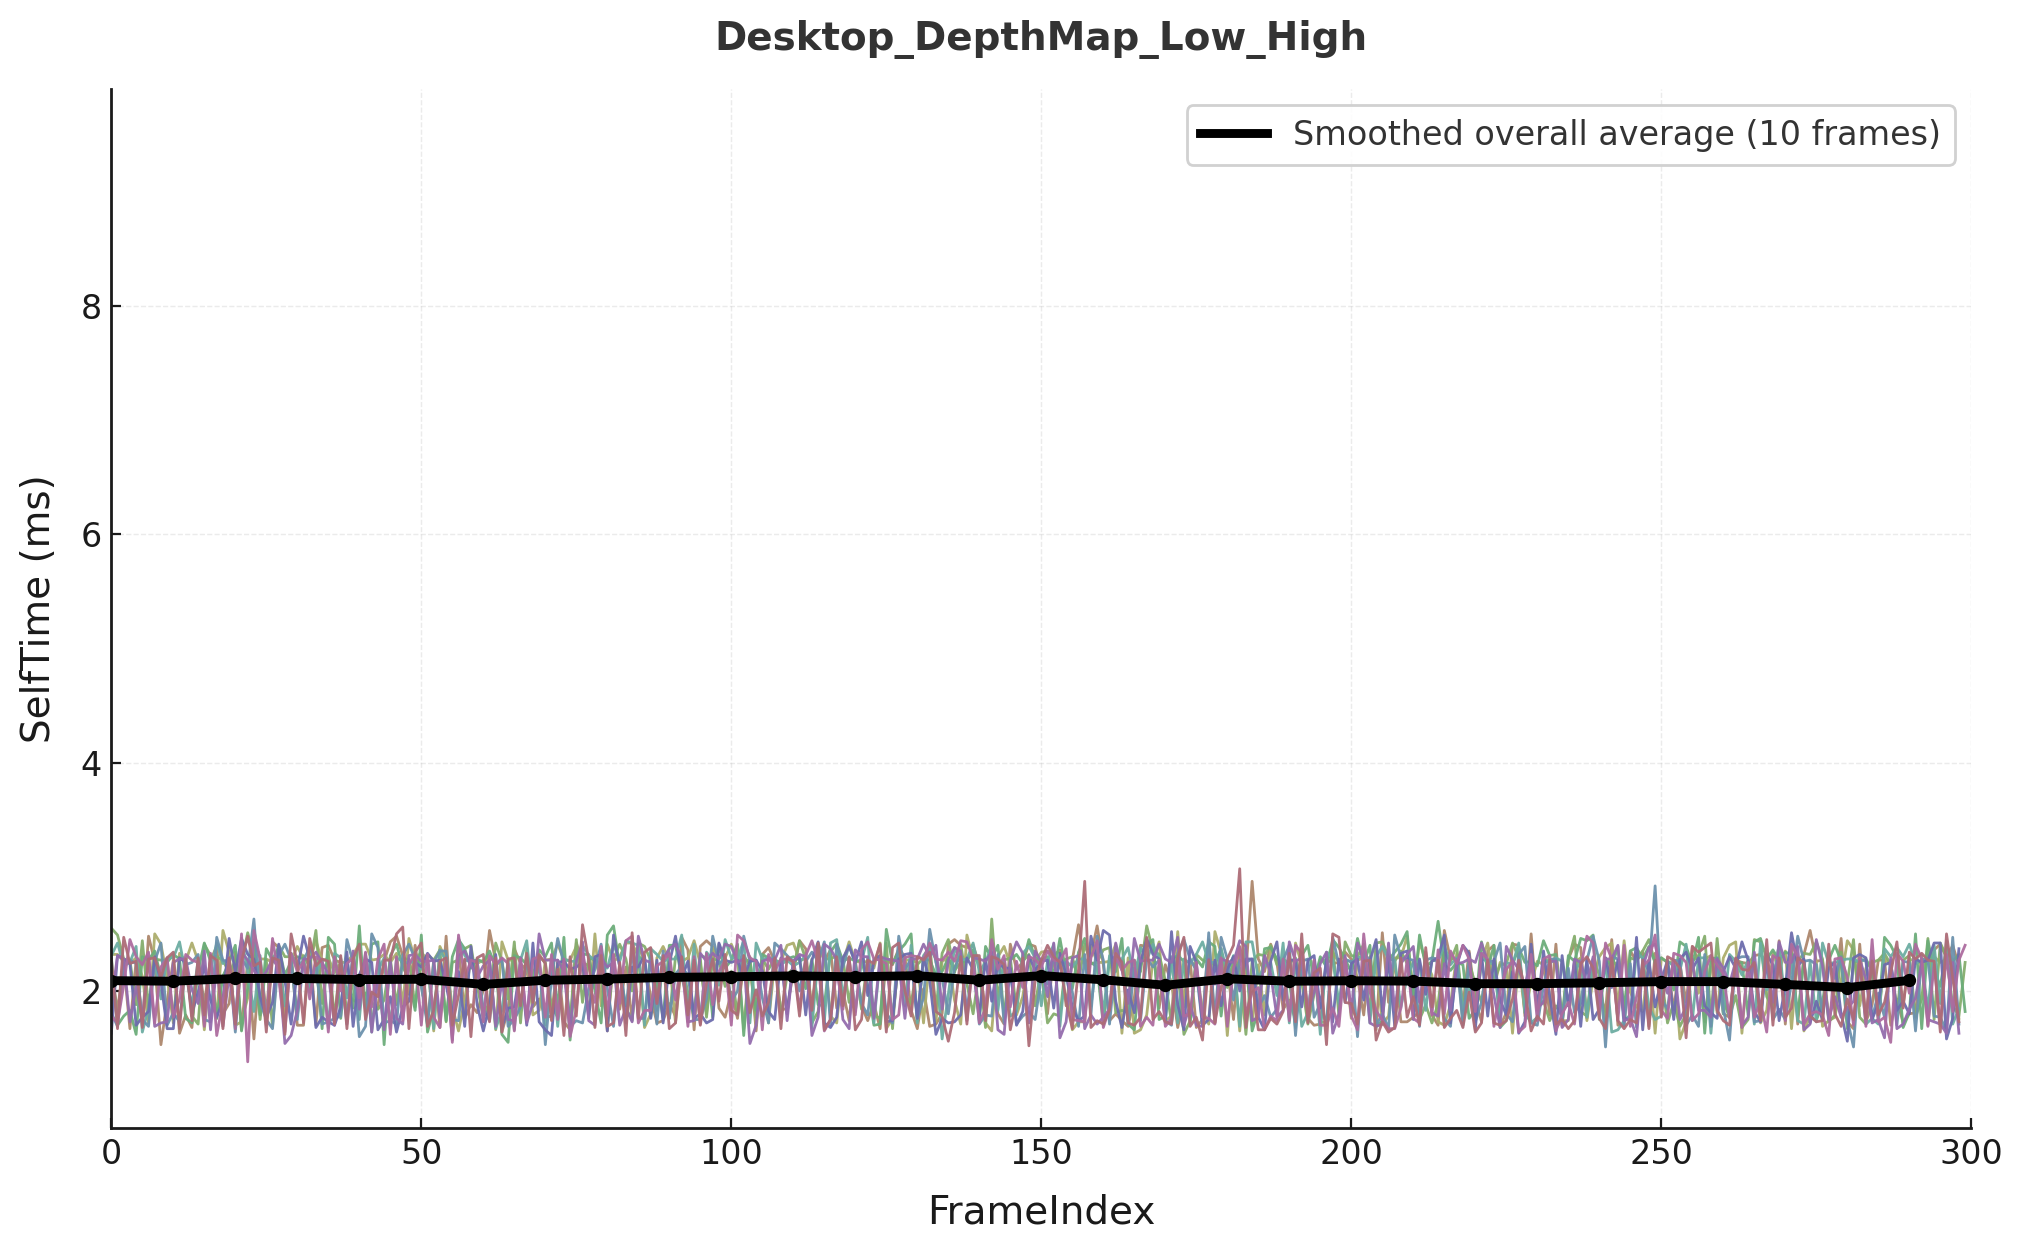 Desktop_DepthMap_Low_High
Smoothed overall average (10 frames)
SelfTime (ms)
8
6
4
2
0 50 100 150 200 250 300
FrameIndex